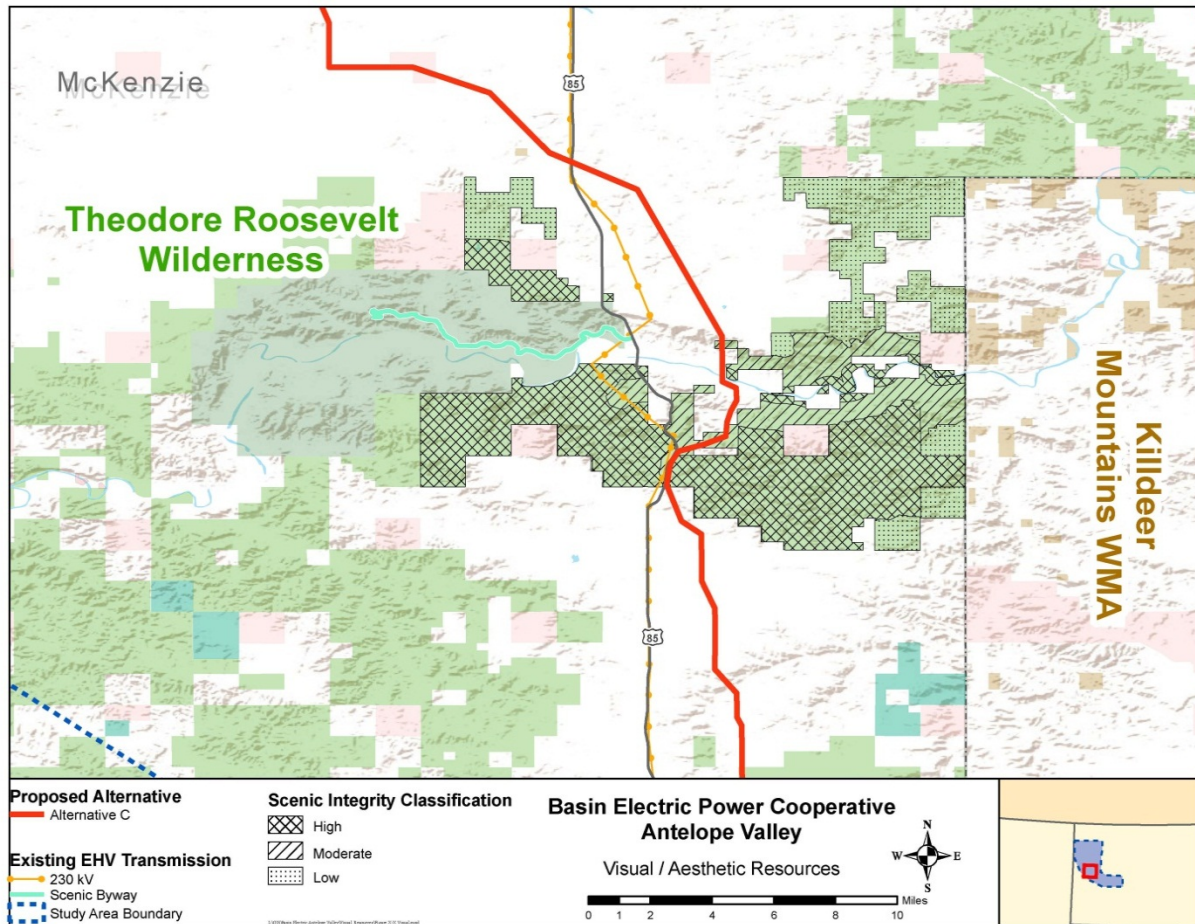 McKenzie
85
Theodore Roosevelt
Wilderness
Killdeer
Mountains WMA
85
Proposed Alternative
Alternative C
Existing EHV Transmission
230 kV
Scenic Byway
Study Area Boundary
Scenic Integrity Classification
High
Moderate
Low
Basin Electric Power Cooperative
Antelope Valley
Visual / Aesthetic Resources
N
W E
S
Miles
0 1 2 4 6 8 10